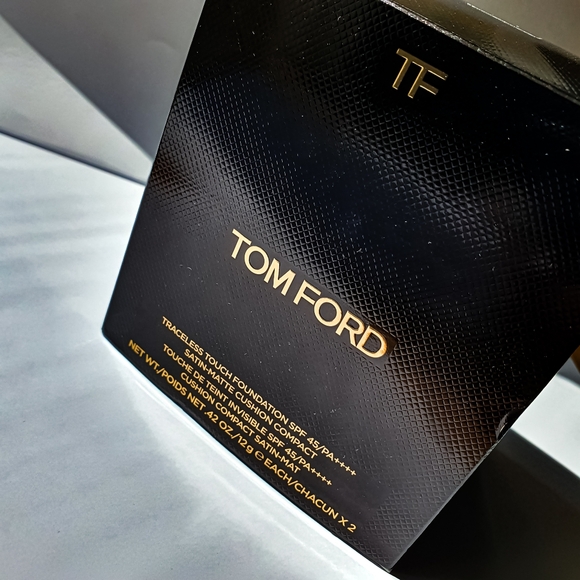 TF
TOM FORD
TRACELESS TOUCH FOUNDATION SPF 45/PA++++
SATIN-MATTE CUSHION COMPACT
TOUCHE DE TEINT INVISIBLE SPF 45/PA++++
CUSHION COMPACT SATIN-MAT
NET WT./POIDS NET .42 OZ/12g ℮ EACH/CHACUN X 2